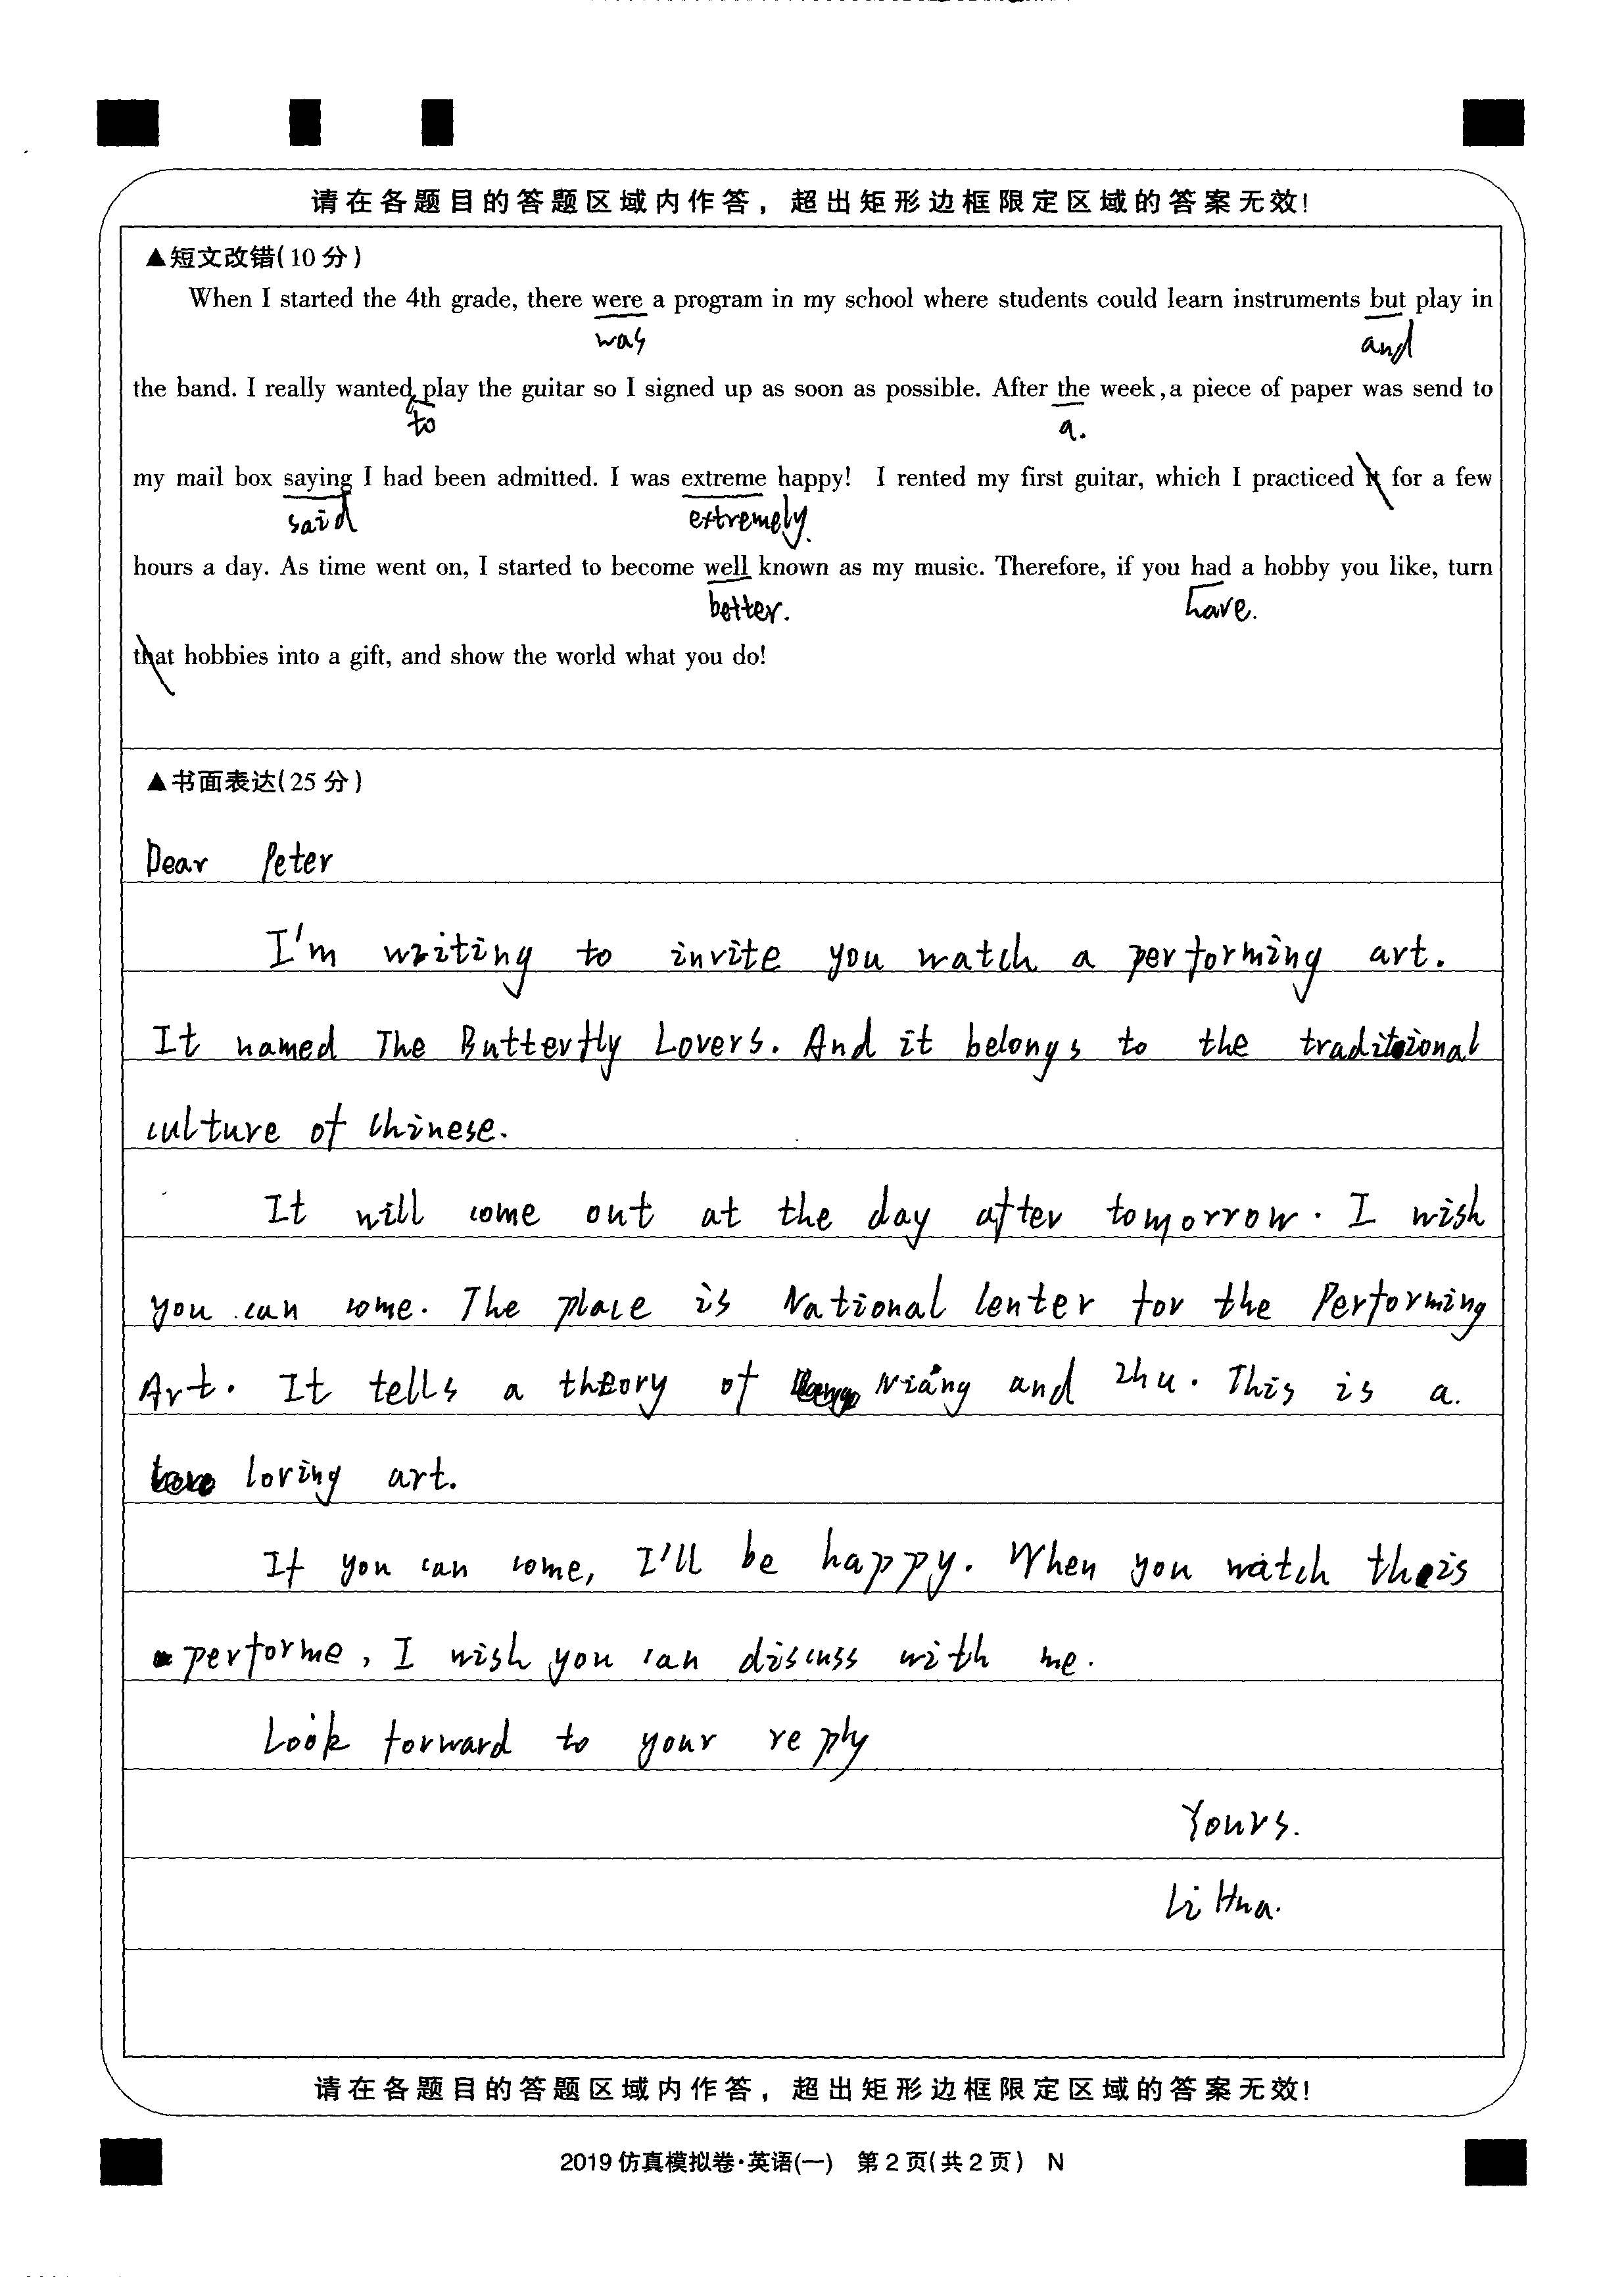 请在各题目的答题区域内作答，超出矩形边框限定区域的答案无效!
▲短文改错(10分)
When I started the 4th grade, there were a program in my school where students could learn instruments but play in
was and
the band. I really wanted play the guitar so I signed up as soon as possible. After the week, a piece of paper was send to
to a.
my mail box saying I had been admitted. I was extreme happy! I rented my first guitar, which I practiced it for a few
said extremely.
hours a day. As time went on, I started to become well known as my music. Therefore, if you had a hobby you like, turn
better. have.
that hobbies into a gift, and show the world what you do!
▲书面表达(25分)
Dear Peter
I'm writing to invite you watch a performing art.
It named The Butterfly Lovers. And it belongs to the traditional
culture of Chinese.
It will come out at the day after tomorrow. I wish
you can come. The place is National Center for the Performing
Art. It tells a theory of Niang and Zhu. This is a.
loving art.
If you can come, I'll be happy. When you watch this
performe, I wish you can discuss with me.
Look forward to your reply
Yours.
Li Hua.
请在各题目的答题区域内作答，超出矩形边框限定区域的答案无效!
2019仿真模拟卷·英语(一) 第2页(共2页) N